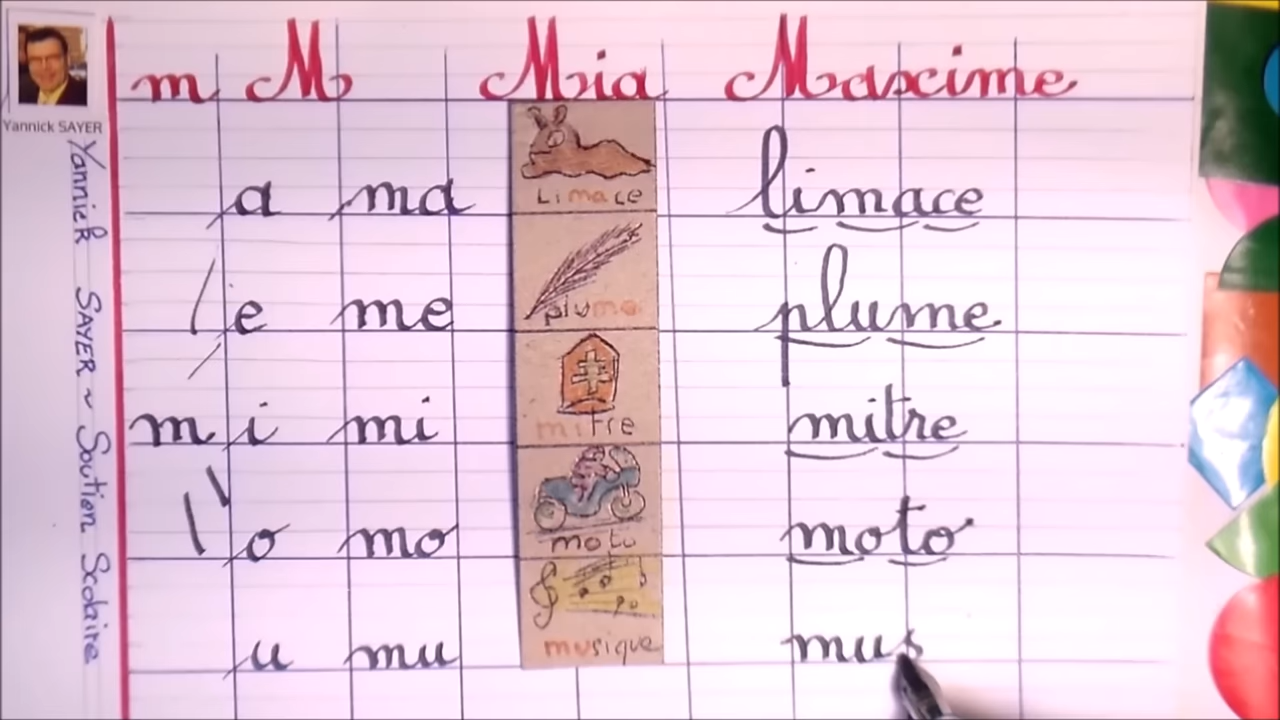 m M Mia Maxime
Yannick SAYER
Yannick SAYER ~ Soutien Scolaire
a ma Limace limace
e me plume plume
m i mi mitre mitre
o mo moto moto
u mu musique mus